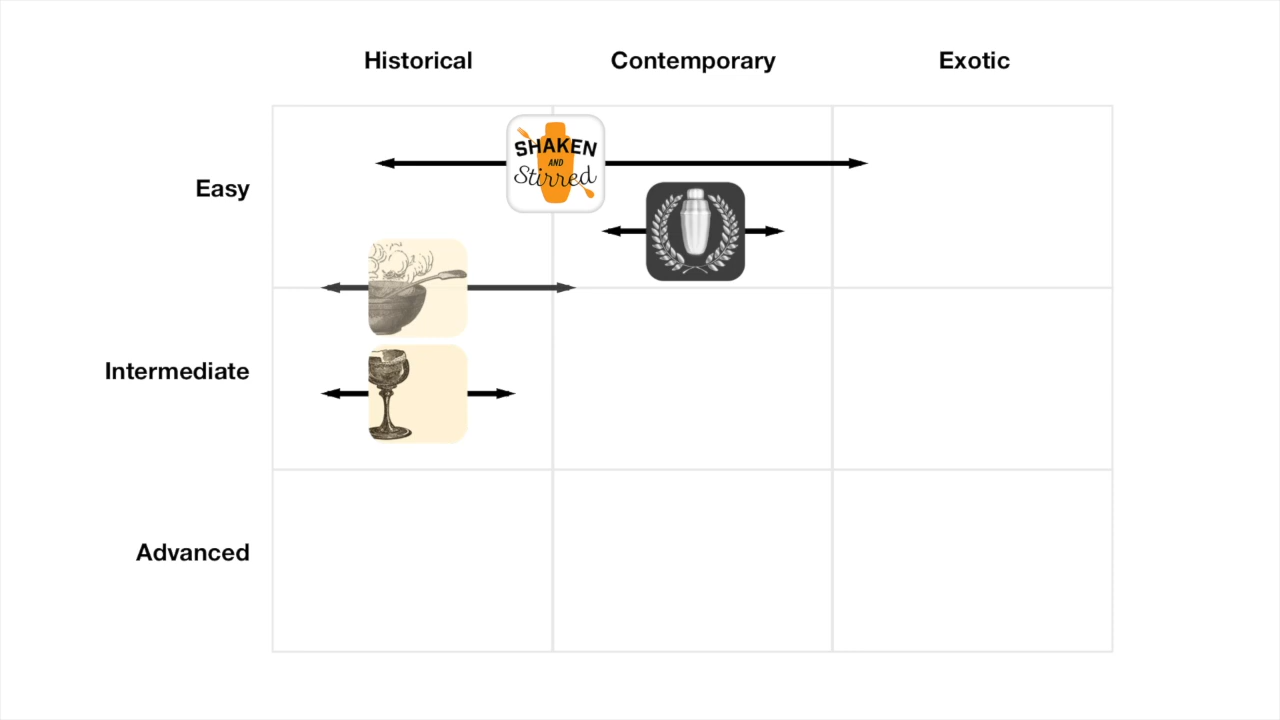 Historical Contemporary Exotic
SHAKEN
AND
Stirred
Easy
Intermediate
Advanced